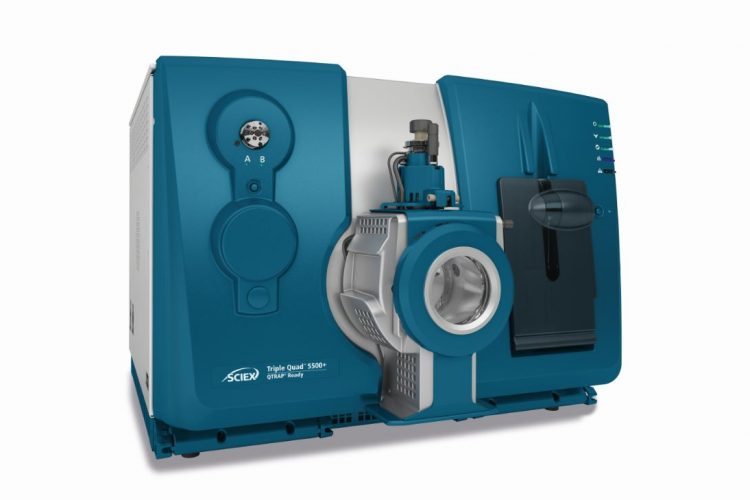 A B
SCIEX
Triple Quad™ 5500+
QTRAP® Ready